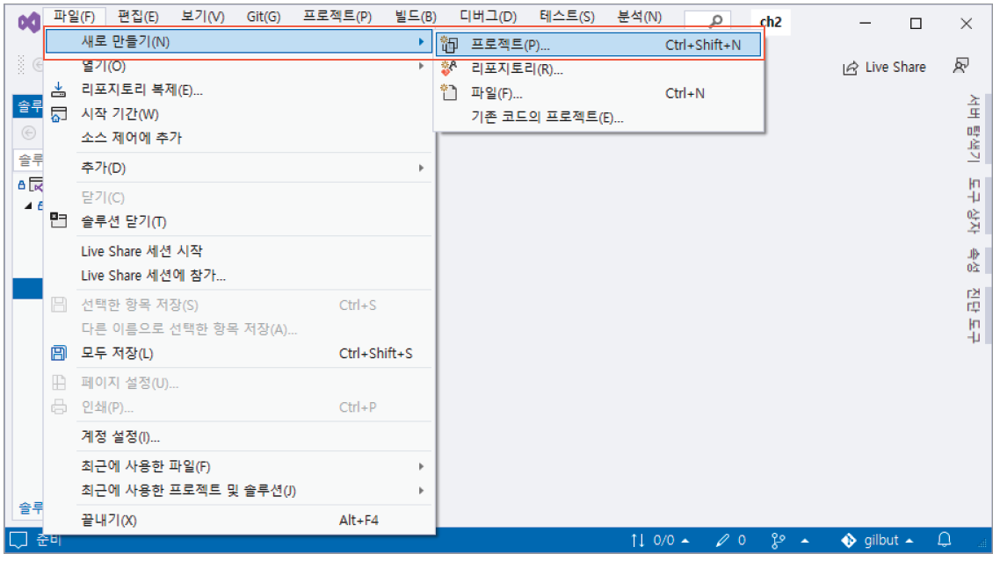 파일(F) 편집(E) 보기(V) Git(G) 프로젝트(P) 빌드(B) 디버그(D) 테스트(S) 분석(N) ch2
새로 만들기(N)
프로젝트(P)... Ctrl+Shift+N
리포지토리(R)...
파일(F)... Ctrl+N
기존 코드의 프로젝트(E)...
열기(O)
리포지토리 복제(E)...
시작 기간(W)
소스 제어에 추가
추가(D)
닫기(C)
솔루션 닫기(T)
Live Share 세션 시작
Live Share 세션에 참가...
선택한 항목 저장(S) Ctrl+S
다른 이름으로 선택한 항목 저장(A)...
모두 저장(L) Ctrl+Shift+S
페이지 설정(U)...
인쇄(P)... Ctrl+P
계정 설정(I)...
최근에 사용한 파일(F)
최근에 사용한 프로젝트 및 솔루션(J)
끝내기(X) Alt+F4
Live Share
솔루
솔루
솔루
서버 탐색기
도구 상자
속성
진단 도구
준비 0/0 0 gilbut